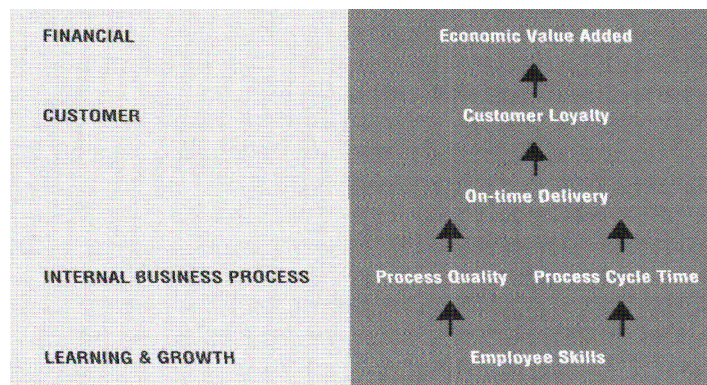 FINANCIAL Economic Value Added
CUSTOMER Customer Loyalty
On-time Delivery
INTERNAL BUSINESS PROCESS Process Quality Process Cycle Time
LEARNING & GROWTH Employee Skills